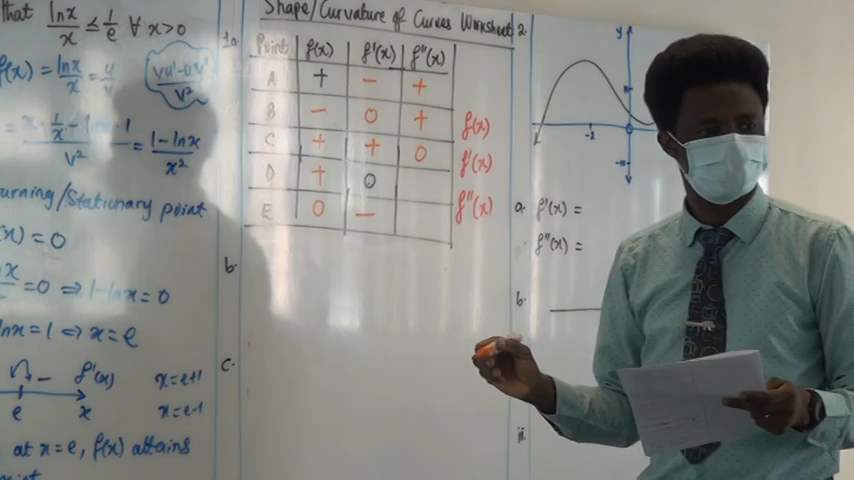 that lnx/x ≤ 1/e ∀ x>0
f(x) = lnx/x = u/v
vu'-uv'/v²
= x·1/x - lnx·1/v² = 1-lnx/x²
urning/Stationary point
(x) = 0
=0 ⇒ 1-lnx=0
lnx=1 ⇒ x=e
- f'(x) x=e+1
e x x=e-1
at x=e, f(x) attains
Shape/Curvature of Curves Worksheet
1a
Point f(x) f'(x) f''(x)
A + - +
B - 0 +
C + + 0
D + 0
E 0 -
f(x)
f'(x)
f''(x)
b.
c.
2.
y
-2 0
a. f'(x) =
f''(x) =
b.
ii.